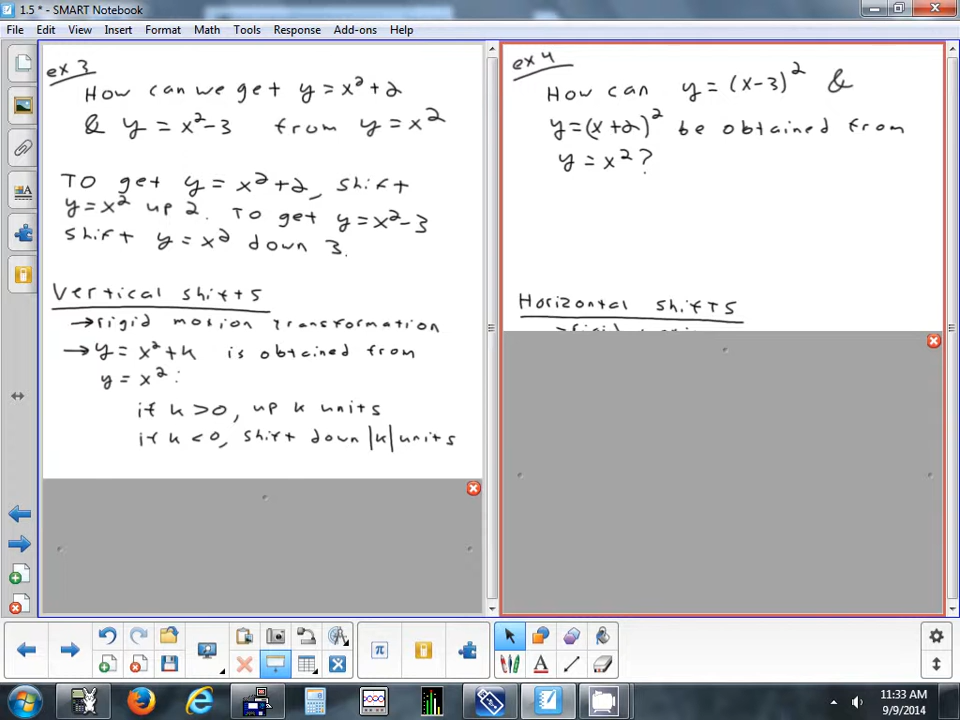 1.5 * - SMART Notebook
File Edit View Insert Format Math Tools Response Add-ons Help
ex 3
How can we get y = x²+2
& y = x²-3 from y = x²
To get y = x²+2, shift
y=x² up 2. To get y=x²-3
shift y=x² down 3.
Vertical shifts
→rigid motion transformation
→y = x²+k is obtained from
y = x²:
if k >0, up k units
if k <0, shift down |k| units
ex 4
How can y = (x-3)² &
y=(x+2)² be obtained from
y = x²?
Horizontal shifts
→rigid
11:33 AM
9/9/2014